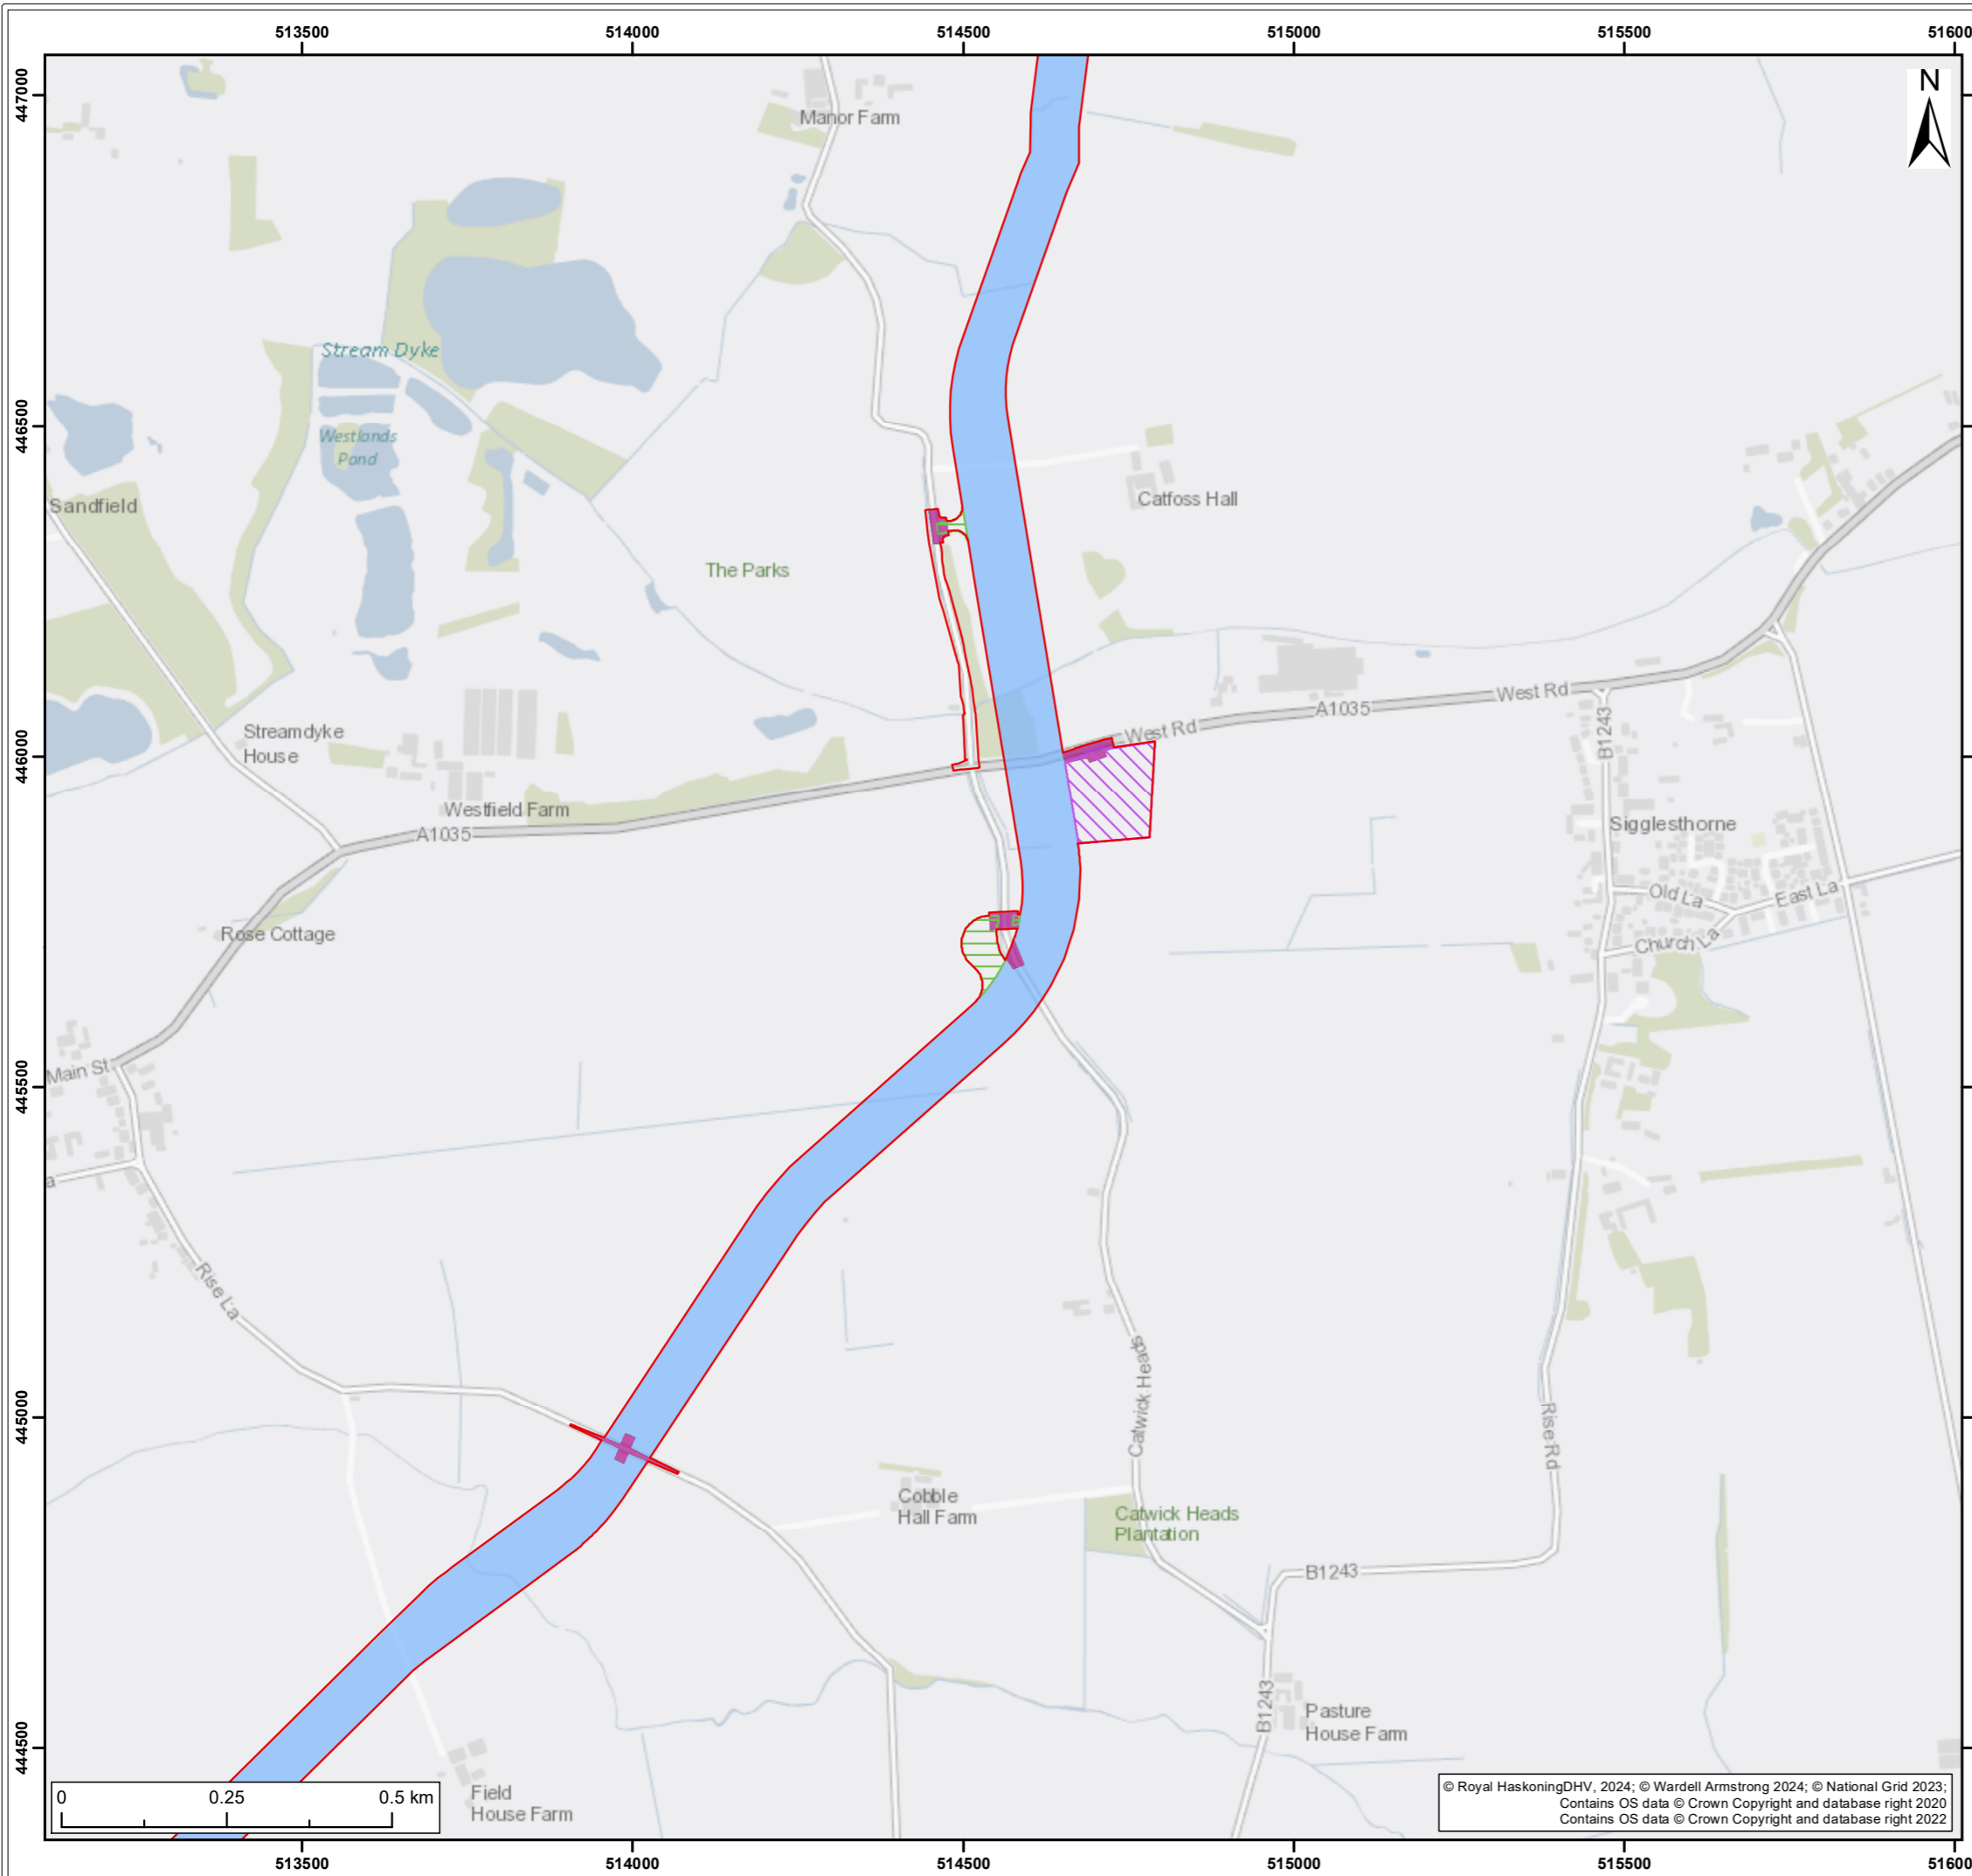 513500 514000 514500 515000 515500 51600
447000
N
Manor Farm
Stream Dyke
446500
Westlands
Pond
Sandfield
Catfoss Hall
The Parks
West Rd
A1035
West Rd
B1243
Streamdyke
House
446000
Westfield Farm
A1035
Sigglesthorne
Old La
East La
Church La
Rose Cottage
Main St
445500
a
Rise La
Catwick Heads
445000
Rise Rd
Cobble
Hall Farm
Catwick Heads
Plantation
B1243
B1243
Pasture
House Farm
444500
Field
House Farm
0 0.25 0.5 km
© Royal HaskoningDHV, 2024; © Wardell Armstrong 2024; © National Grid 2023;
Contains OS data © Crown Copyright and database right 2020
Contains OS data © Crown Copyright and database right 2022
513500 514000 514500 515000 515500 51600